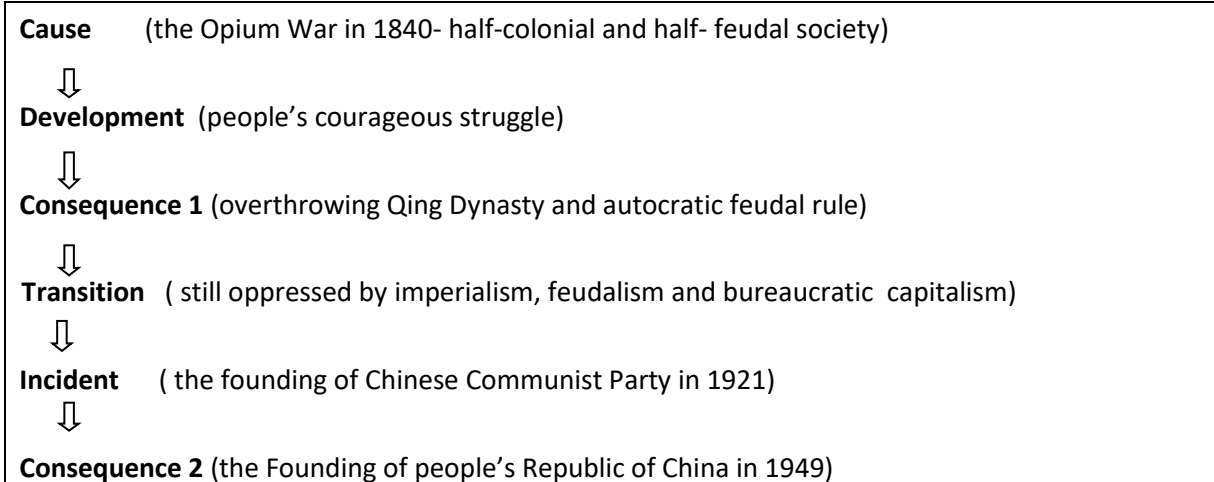 Cause (the Opium War in 1840- half-colonial and half- feudal society)
Development (people’s courageous struggle)
Consequence 1 (overthrowing Qing Dynasty and autocratic feudal rule)
Transition ( still oppressed by imperialism, feudalism and bureaucratic capitalism)
Incident ( the founding of Chinese Communist Party in 1921)
Consequence 2 (the Founding of people’s Republic of China in 1949)